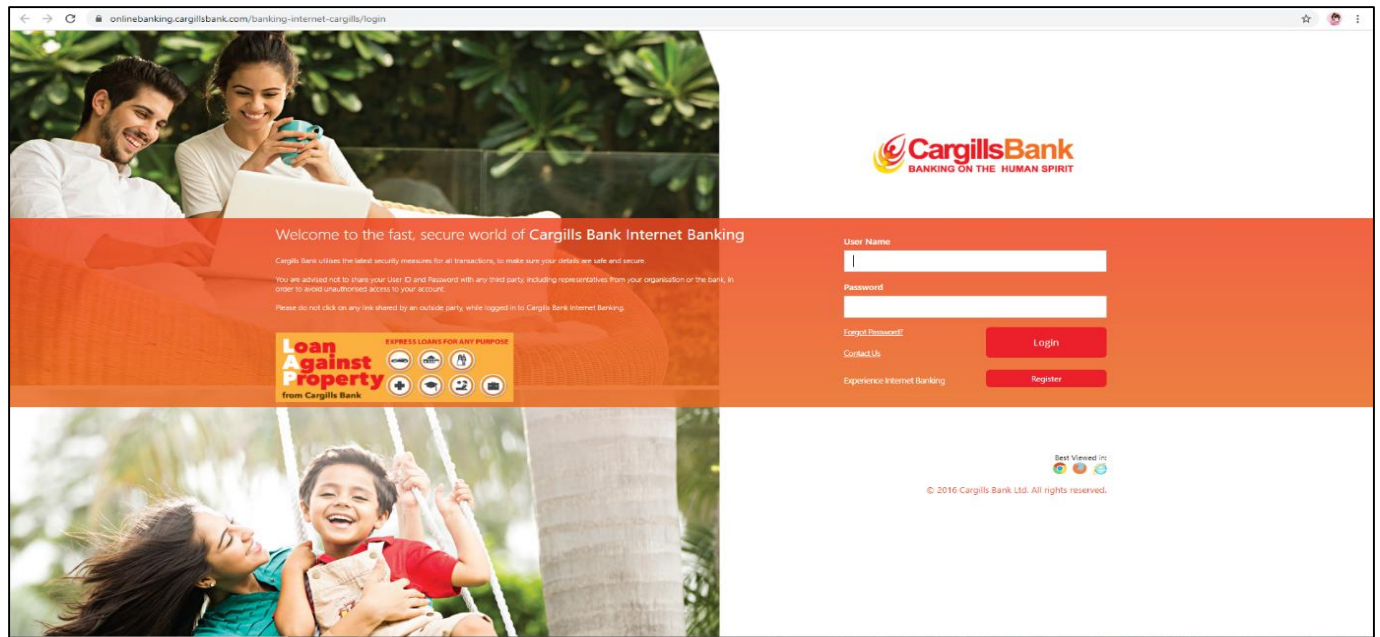 onlinebanking.cargillsbank.com/banking-internet-cargills/login
CargillsBank
BANKING ON THE HUMAN SPIRIT
Welcome to the fast, secure world of Cargills Bank Internet Banking
Cargills Bank utilises the latest security measures for all transactions, to make sure your details are safe and secure.
You are advised not to share your User ID and Password with any third party, including representatives from your organisation or the bank, in
order to avoid unauthorised access to your account.
Please do not click on any link shared by an outside party, while logged in to Cargills Bank Internet Banking.
Loan
Against
Property
from Cargills Bank
EXPRESS LOANS FOR ANY PURPOSE
User Name
Password
Forgot Password?
Login
Contact Us
Experience Internet Banking
Register
Best Viewed in:
© 2016 Cargills Bank Ltd. All rights reserved.